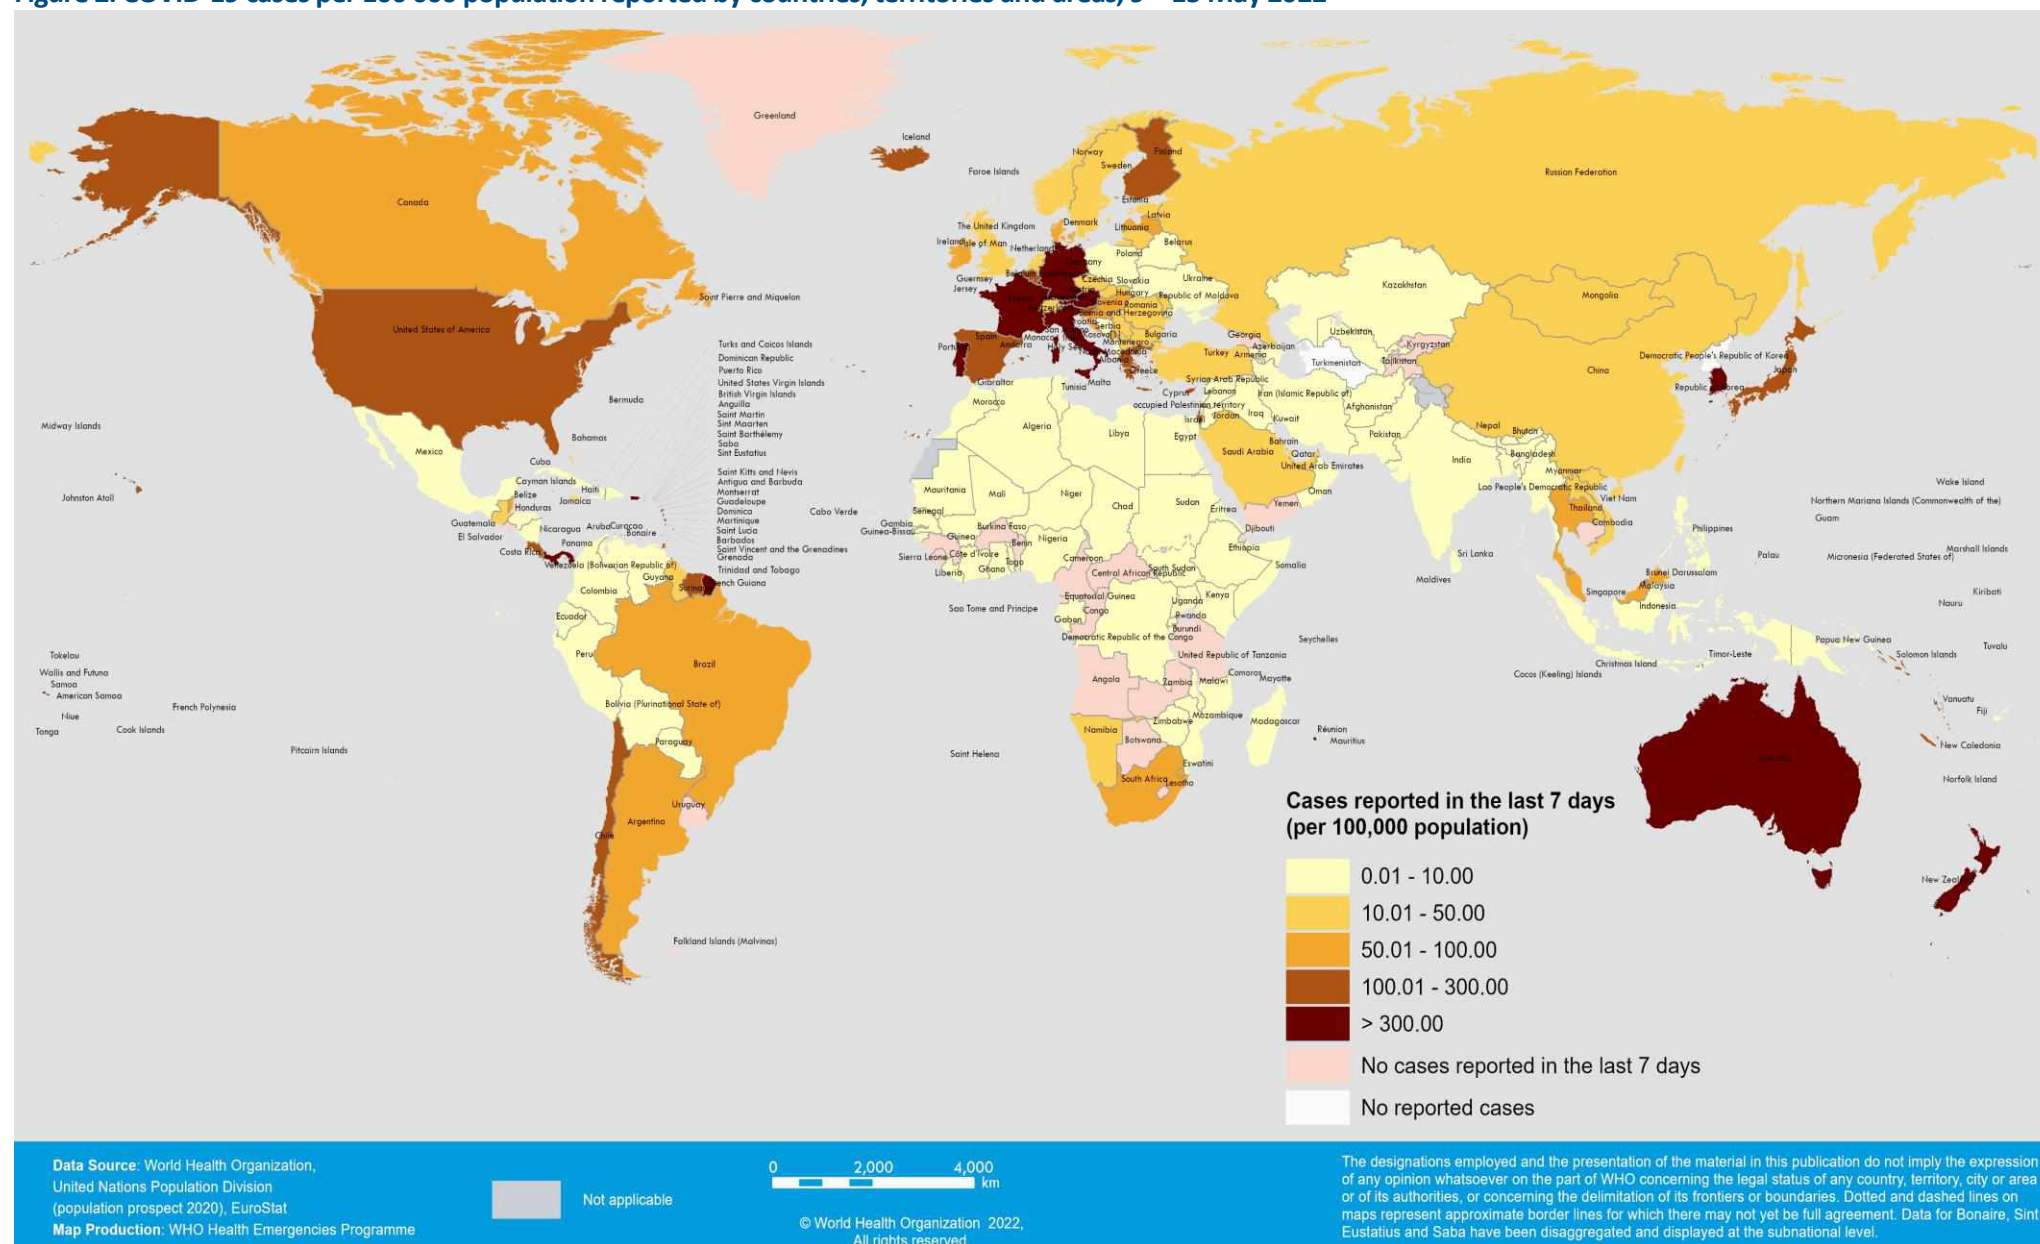 Greenland
Iceland
Faroe Islands
Norway
Sweden
Finland
Russian Federation
Canada
Estonia
Latvia
Lithuania
Denmark
The United Kingdom
Ireland
Isle of Man
Netherlands
Belarus
Poland
Guernsey
Jersey
Czechia
Slovakia
Ukraine
Hungary
Republic of Moldova
Romania
Kazakhstan
Mongolia
Saint Pierre and Miquelon
United States of America
Spain
Andorra
Serbia
Bulgaria
Georgia
Uzbekistan
Kyrgyzstan
Turkey
Armenia
Azerbaijan
Turkmenistan
Tajikistan
Democratic People's Republic of Korea
Japan
China
Greece
Turks and Caicos Islands
Dominican Republic
Puerto Rico
United States Virgin Islands
British Virgin Islands
Anguilla
Saint Martin
Sint Maarten
Saint Barthélemy
Saba
Sint Eustatius
Saint Kitts and Nevis
Antigua and Barbuda
Montserrat
Guadeloupe
Dominica
Martinique
Saint Lucia
Barbados
Saint Vincent and the Grenadines
Grenada
Trinidad and Tobago
Bermuda
Bahamas
Gibraltar
Tunisia
Malta
Cyprus
Syrian Arab Republic
Lebanon
occupied Palestinian territory
Israel
Jordan
Iraq
Iran (Islamic Republic of)
Kuwait
Afghanistan
Pakistan
Morocco
Algeria
Libya
Egypt
Saudi Arabia
Bahrain
Qatar
United Arab Emirates
Oman
Yemen
Nepal
Bhutan
India
Bangladesh
Myanmar
Lao People's Democratic Republic
Viet Nam
Thailand
Cambodia
Philippines
Midway Islands
Johnston Atoll
Mexico
Cuba
Cayman Islands
Haiti
Belize
Jamaica
Honduras
Guatemala
El Salvador
Nicaragua
Aruba
Curacao
Bonaire
Costa Rica
Panama
Venezuela (Bolivarian Republic of)
Guyana
Colombia
Ecuador
Peru
Brazil
Bolivia (Plurinational State of)
Paraguay
Uruguay
Argentina
Chile
Falkland Islands (Malvinas)
Cabo Verde
Mauritania
Mali
Niger
Chad
Sudan
Eritrea
Djibouti
Ethiopia
Somalia
Senegal
Gambia
Guinea-Bissau
Guinea
Sierra Leone
Liberia
Côte d'Ivoire
Burkina Faso
Ghana
Togo
Benin
Nigeria
Cameroon
Central African Republic
South Sudan
Equatorial Guinea
Sao Tome and Principe
Gabon
Congo
Democratic Republic of the Congo
Uganda
Kenya
Rwanda
Burundi
United Republic of Tanzania
Angola
Zambia
Malawi
Comoros
Mayotte
Seychelles
Mozambique
Zimbabwe
Madagascar
Namibia
Botswana
South Africa
Lesotho
Eswatini
Réunion
Mauritius
Saint Helena
Sri Lanka
Maldives
Brunei Darussalam
Malaysia
Singapore
Indonesia
Palau
Wake Island
Northern Mariana Islands (Commonwealth of the)
Guam
Micronesia (Federated States of)
Marshall Islands
Kiribati
Nauru
Papua New Guinea
Solomon Islands
Tuvalu
Timor-Leste
Christmas Island
Cocos (Keeling) Islands
Vanuatu
Fiji
New Caledonia
Norfolk Island
Tokelau
Wallis and Futuna
Samoa
American Samoa
Niue
Tonga
Cook Islands
French Polynesia
Pitcairn Islands
Cases reported in the last 7 days
(per 100,000 population)
0.01 - 10.00
10.01 - 50.00
50.01 - 100.00
100.01 - 300.00
> 300.00
No cases reported in the last 7 days
No reported cases
Data Source: World Health Organization,
United Nations Population Division
(population prospect 2020), EuroStat
Map Production: WHO Health Emergencies Programme
Not applicable
0 2,000 4,000
km
© World Health Organization 2022,
All rights reserved
The designations employed and the presentation of the material in this publication do not imply the expression
of any opinion whatsoever on the part of WHO concerning the legal status of any country, territory, city or area
or of its authorities, or concerning the delimitation of its frontiers or boundaries. Dotted and dashed lines on
maps represent approximate border lines for which there may not yet be full agreement. Data for Bonaire, Sint
Eustatius and Saba have been disaggregated and displayed at the subnational level.